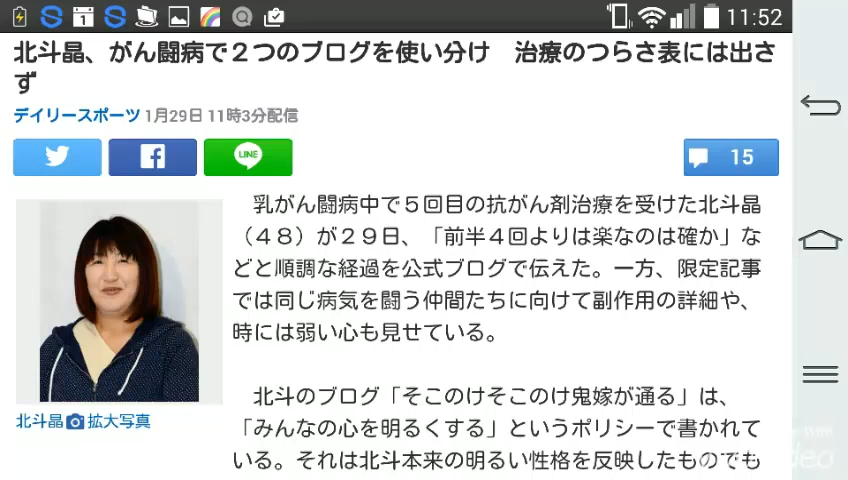 1
11:52
北斗晶、がん闘病で２つのブログを使い分け　治療のつらさ表には出さ
ず
デイリースポーツ 1月29日 11時3分配信
LINE
15
乳がん闘病中で５回目の抗がん剤治療を受けた北斗晶
（４８）が２９日、「前半４回よりは楽なのは確か」な
どと順調な経過を公式ブログで伝えた。一方、限定記事
では同じ病気を闘う仲間たちに向けて副作用の詳細や、
時には弱い心も見せている。
北斗晶 拡大写真
北斗のブログ「そこのけそこのけ鬼嫁が通る」は、
「みんなの心を明るくする」というポリシーで書かれて
いる。それは北斗本来の明るい性格を反映したものでも